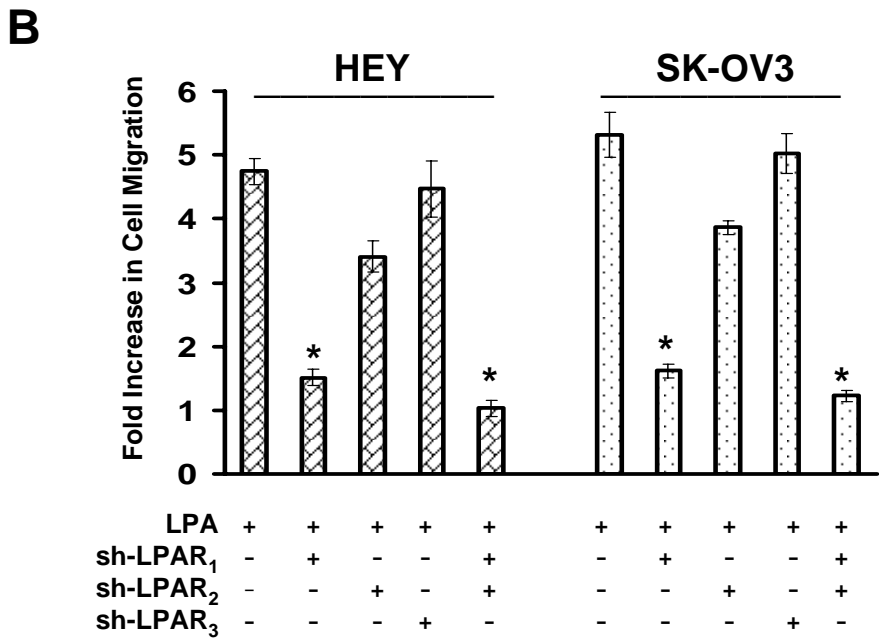 B
HEY SK-OV3
Fold Increase in Cell Migration
6
5
4
3
2
1
0
* * * *
LPA + + + + + + + + + +
sh-LPAR1 - + - - + - + - - +
sh-LPAR2 - - + - + - - + - +
sh-LPAR3 - - - + - - - - + -